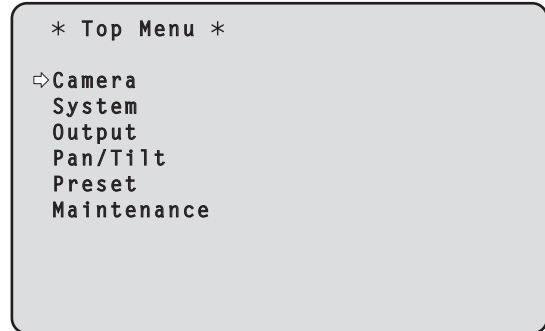 * Top Menu *
⇨Camera
System
Output
Pan/Tilt
Preset
Maintenance